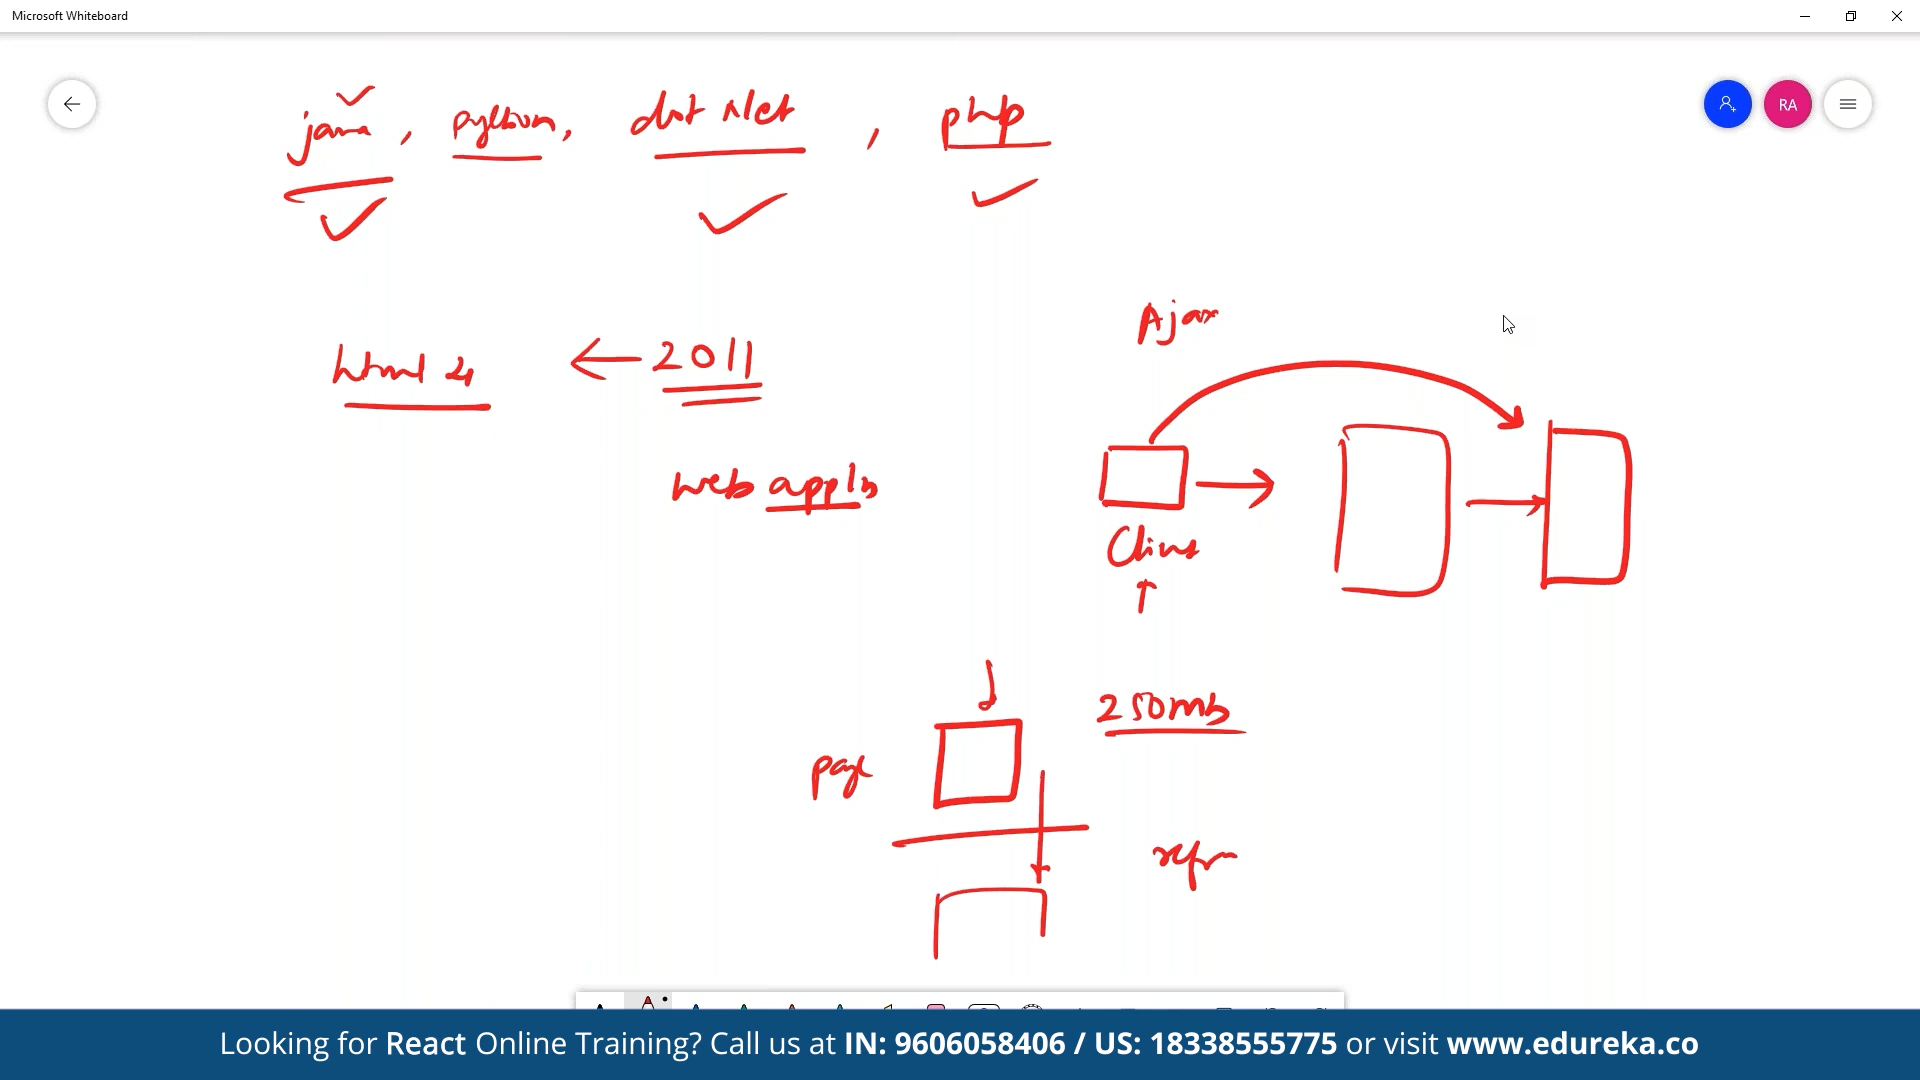 Microsoft Whiteboard
RA
java, python, dot Net, php
Ajax
html 4 ← 2011
web appls
Client
250mb
page
Looking for React Online Training? Call us at IN: 9606058406 / US: 18338555775 or visit www.edureka.co